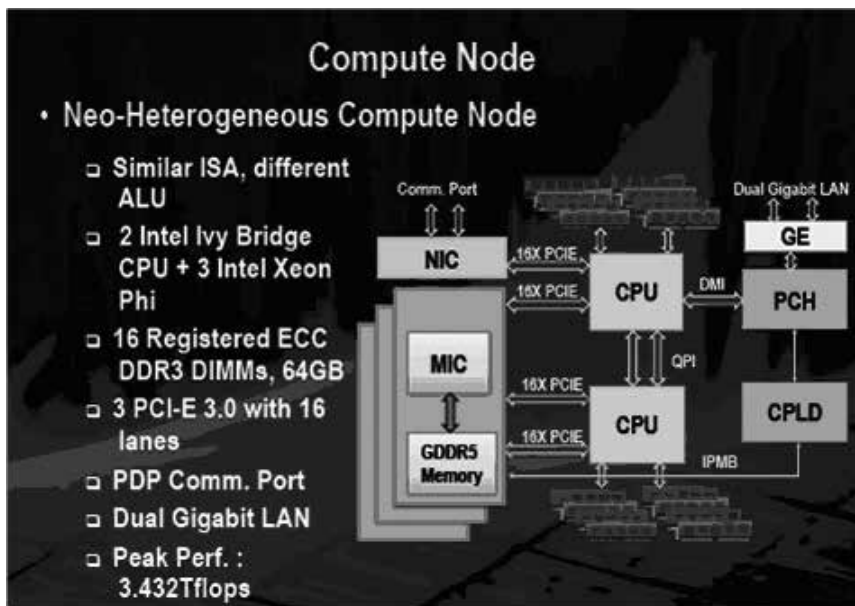 Compute Node
• Neo-Heterogeneous Compute Node
❑ Similar ISA, different
ALU
❑ 2 Intel Ivy Bridge
CPU + 3 Intel Xeon
Phi
❑ 16 Registered ECC
DDR3 DIMMs, 64GB
❑ 3 PCI-E 3.0 with 16
lanes
❑ PDP Comm. Port
❑ Dual Gigabit LAN
❑ Peak Perf. :
3.432Tflops
Comm. Port
Dual Gigabit LAN
NIC
16X PCIE
GE
16X PCIE
CPU
DMI
PCH
MIC
QPI
16X PCIE
CPU
CPLD
16X PCIE
GDDR5
Memory
IPMB